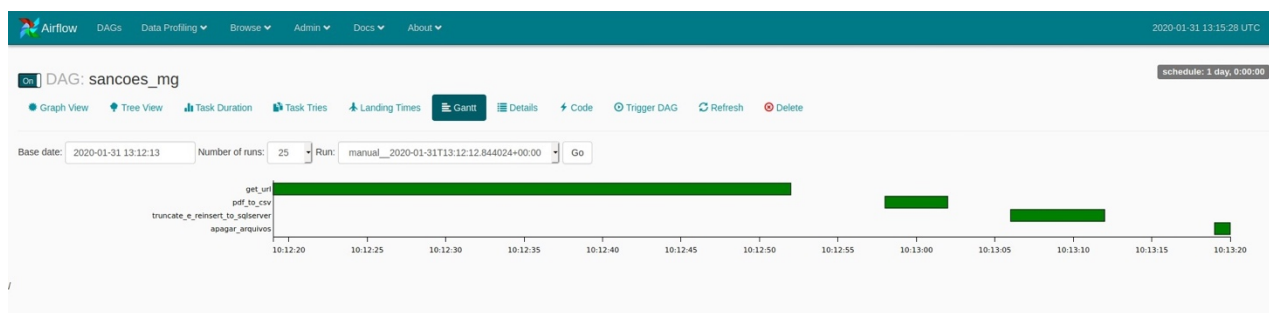 Airflow DAGs Data Profiling Browse Admin Docs About 2020-01-31 13:15:28 UTC
On DAG: sancoes_mg schedule: 1 day, 0:00:00
Graph View Tree View Task Duration Task Tries Landing Times Gantt Details Code Trigger DAG Refresh Delete
Base date: 2020-01-31 13:12:13 Number of runs: 25 Run: manual__2020-01-31T13:12:12.844024+00:00 Go
get_url
pdf_to_csv
truncate_e_reinsert_to_sqlserver
apagar_arquivos
10:12:20 10:12:25 10:12:30 10:12:35 10:12:40 10:12:45 10:12:50 10:12:55 10:13:00 10:13:05 10:13:10 10:13:15 10:13:20
/